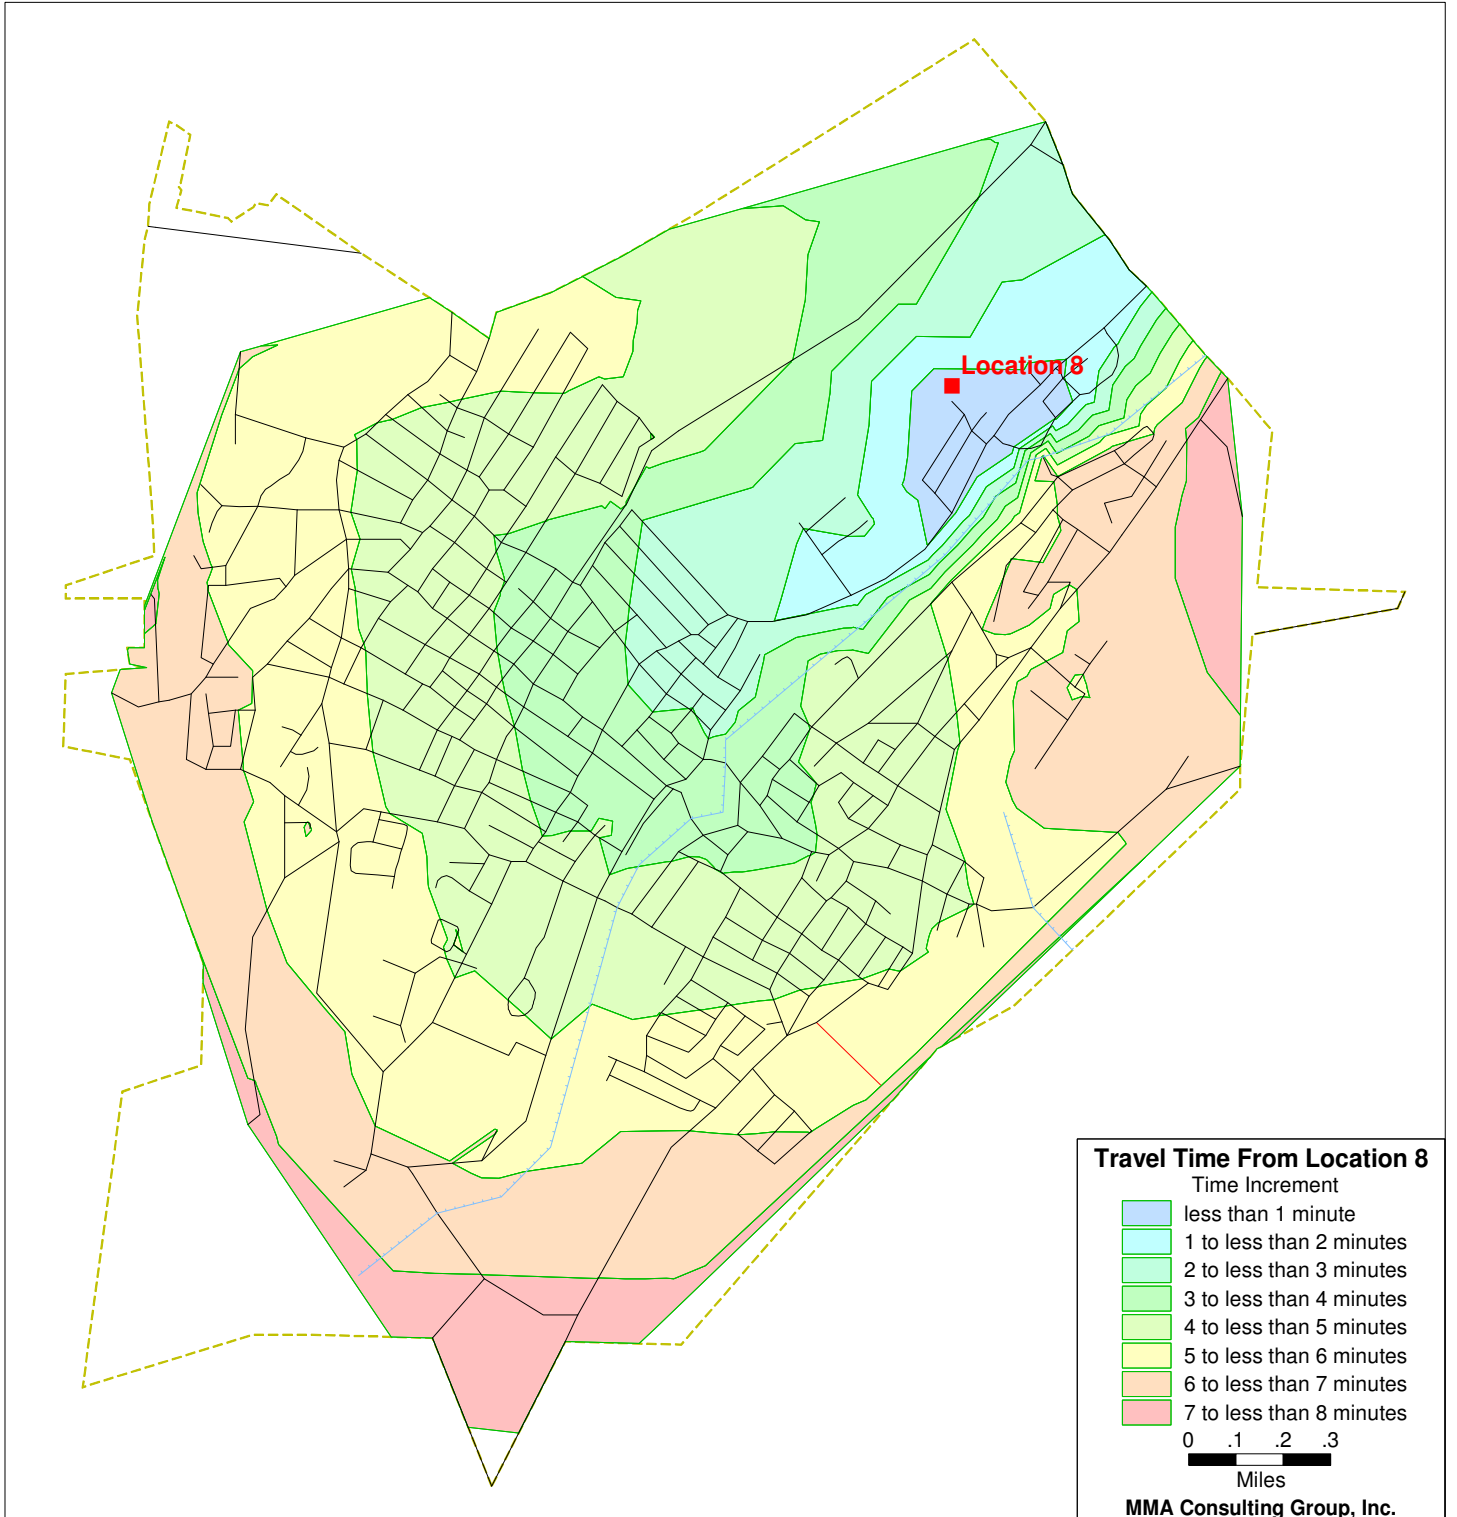 Location 8
Travel Time From Location 8
Time Increment
less than 1 minute
1 to less than 2 minutes
2 to less than 3 minutes
3 to less than 4 minutes
4 to less than 5 minutes
5 to less than 6 minutes
6 to less than 7 minutes
7 to less than 8 minutes
0 .1 .2 .3
Miles
MMA Consulting Group, Inc.